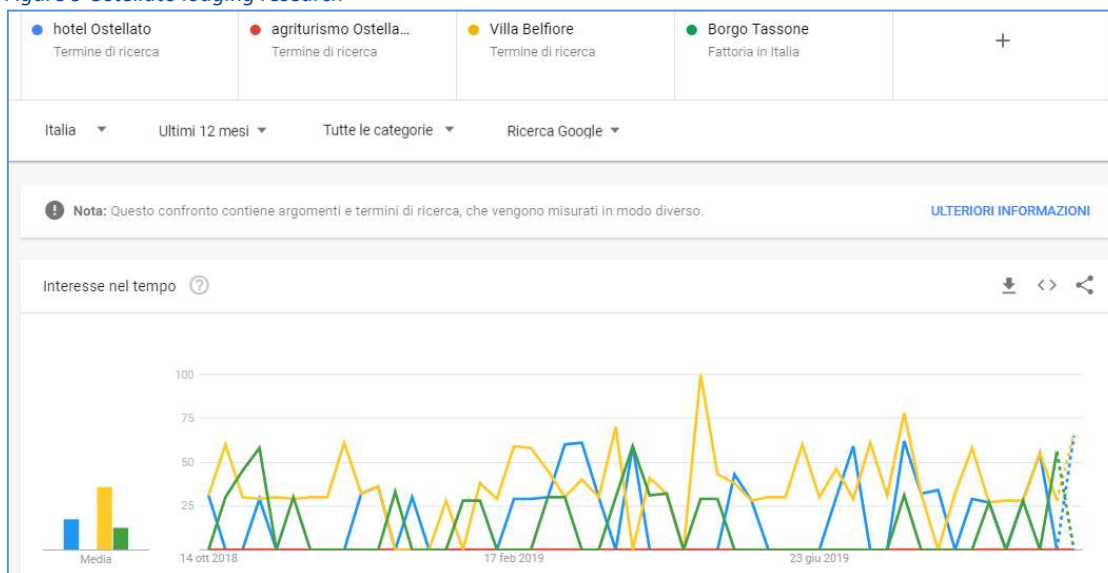 hotel Ostellato
Termine di ricerca
agriturismo Ostella...
Termine di ricerca
Villa Belfiore
Termine di ricerca
Borgo Tassone
Fattoria in Italia
+
Italia
Ultimi 12 mesi
Tutte le categorie
Ricerca Google
Nota: Questo confronto contiene argomenti e termini di ricerca, che vengono misurati in modo diverso.
ULTERIORI INFORMAZIONI
Interesse nel tempo
100
75
50
25
Media
14 ott 2018
17 feb 2019
23 giu 2019